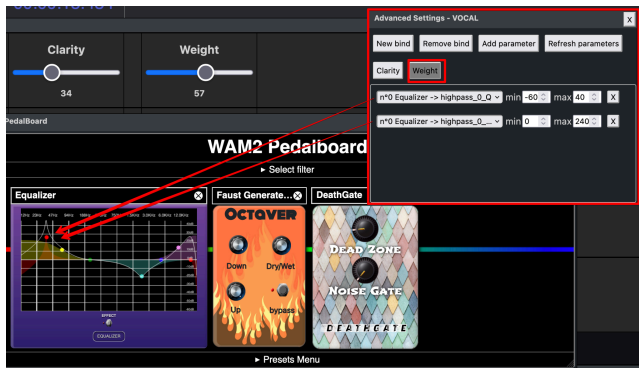 Advanced Settings - VOCAL
X
New bind Remove bind Add parameter Refresh parameters
Clarity Weight
n°0 Equalizer -> highpass_0_Q min -60 max 40 X
n°0 Equalizer -> highpass_0_... min 0 max 240 X
Clarity Weight
34 57
PedalBoard
WAM2 Pedalboard
▸ Select filter
Equalizer
Faust Generate...
DeathGate
EFFECT
EQUALIZER
OCTAVER
Down Dry/Wet
Up bypass
DEAD ZONE
NOISE GATE
DEATHGATE
▸ Presets Menu